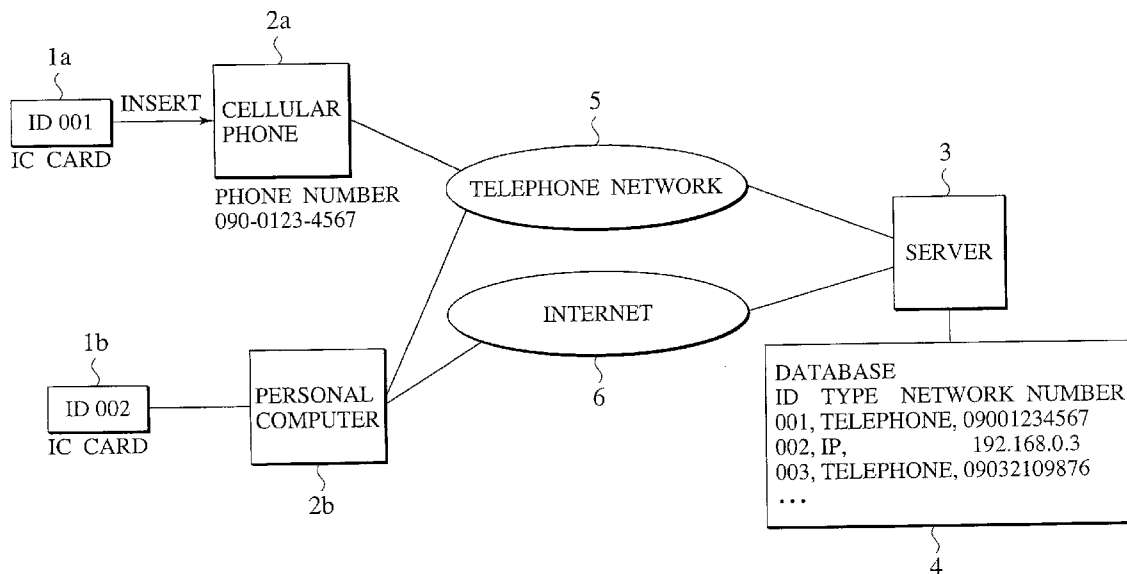 2a
1a
INSERT
ID 001
IC CARD
CELLULAR
PHONE
PHONE NUMBER
090-0123-4567
5
TELEPHONE NETWORK
3
SERVER
INTERNET
6
1b
ID 002
IC CARD
PERSONAL
COMPUTER
2b
DATABASE
ID TYPE NETWORK NUMBER
001, TELEPHONE, 09001234567
002, IP, 192.168.0.3
003, TELEPHONE, 09032109876
...
4